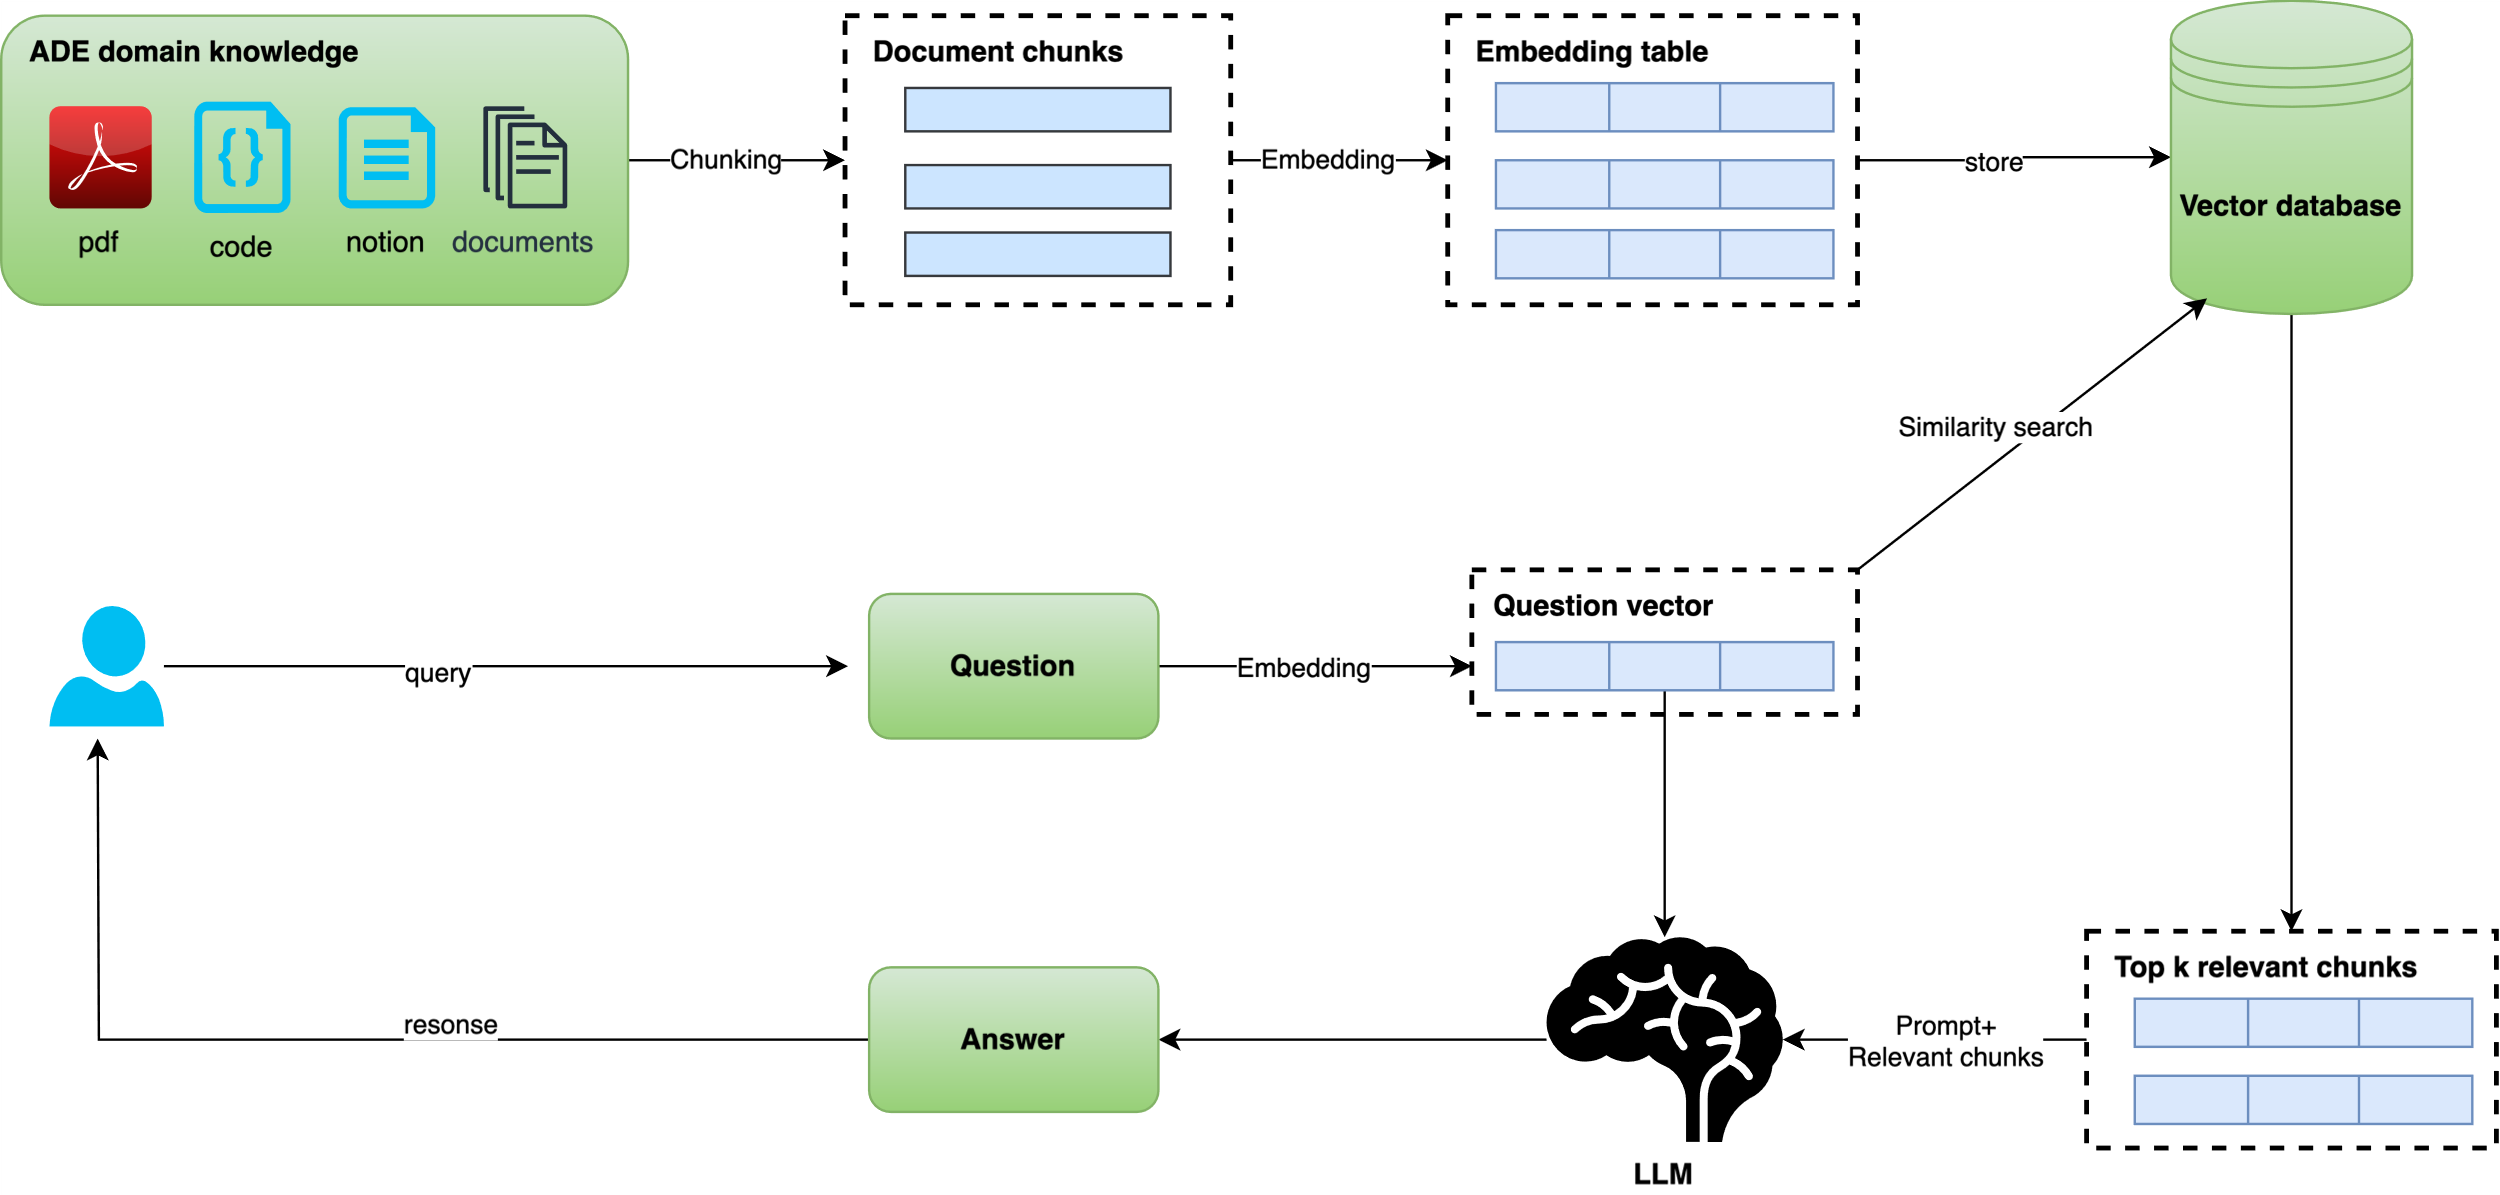 ADE domain knowledge
pdf
code
notion
documents
Chunking
Document chunks
Embedding
Embedding table
store
Vector database
Similarity search
query
Question
Embedding
Question vector
Top k relevant chunks
Prompt+
Relevant chunks
LLM
Answer
resonse